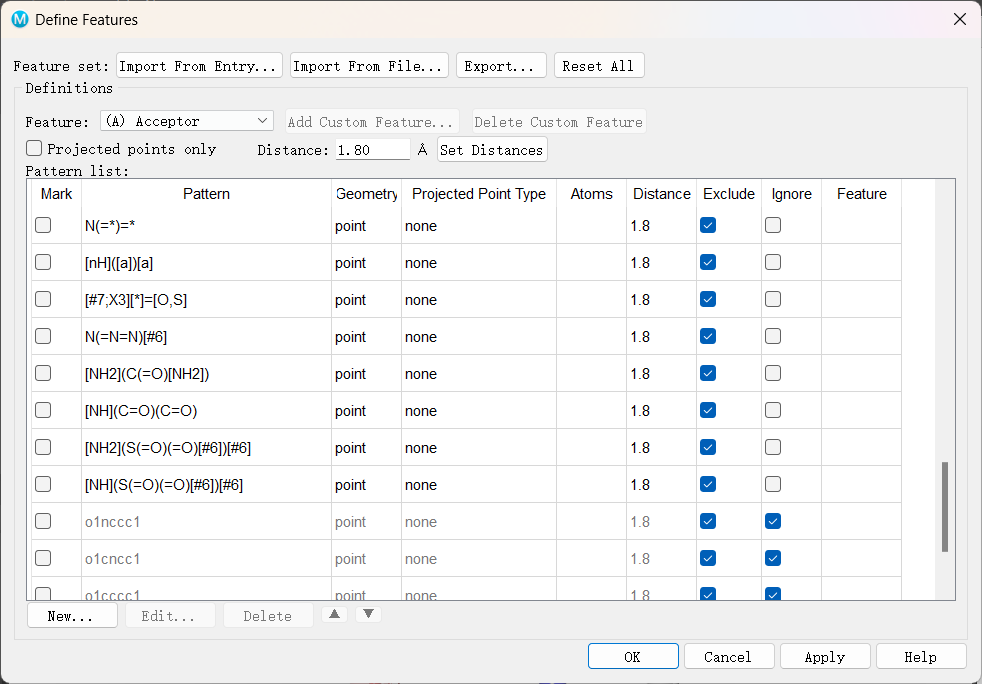 M Define Features
Feature set: Import From Entry... Import From File... Export... Reset All
Definitions
Feature: (A) Acceptor Add Custom Feature... Delete Custom Feature
Projected points only Distance: 1.80 Å Set Distances
Pattern list:
Mark Pattern Geometry Projected Point Type Atoms Distance Exclude Ignore Feature
N(=*)=* point none 1.8
[nH]([a])[a] point none 1.8
[#7;X3][*]=[O,S] point none 1.8
N(=N=N)[#6] point none 1.8
[NH2](C(=O)[NH2]) point none 1.8
[NH](C=O)(C=O) point none 1.8
[NH2](S(=O)(=O)[#6])[#6] point none 1.8
[NH](S(=O)(=O)[#6])[#6] point none 1.8
o1nccc1 point none 1.8
o1cncc1 point none 1.8
o1cccc1 point none 1.8
New... Edit... Delete
OK Cancel Apply Help